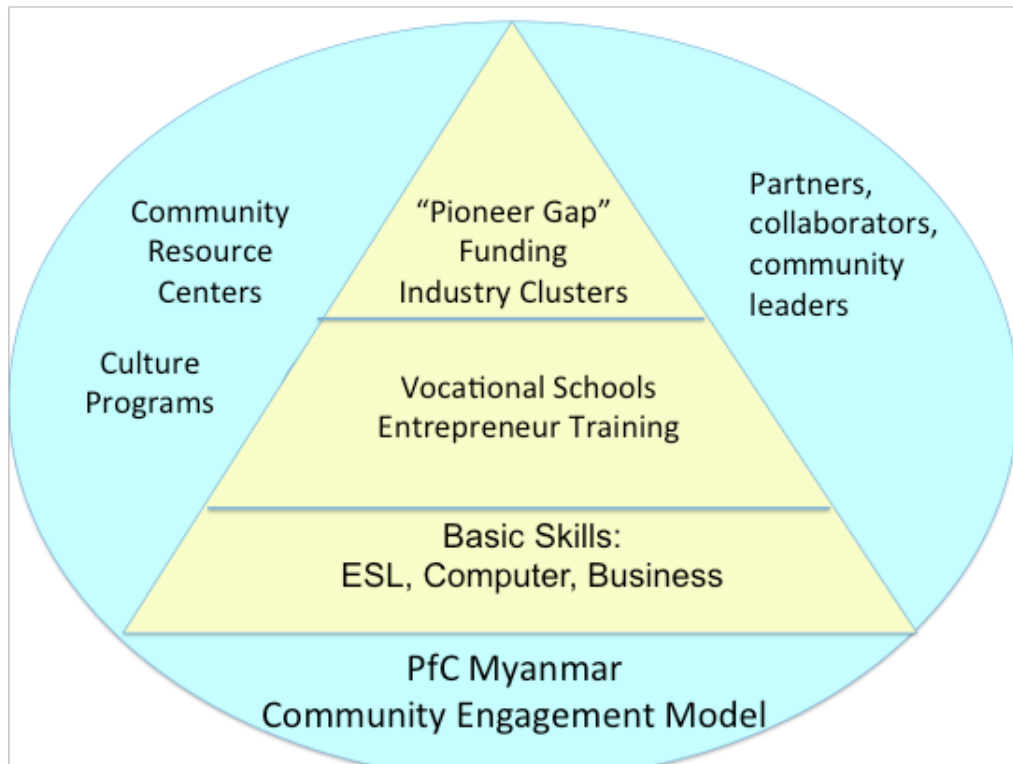 Community
Resource
Centers
Culture
Programs
“Pioneer Gap”
Funding
Industry Clusters
Vocational Schools
Entrepreneur Training
Basic Skills:
ESL, Computer, Business
Partners,
collaborators,
community
leaders
PfC Myanmar
Community Engagement Model